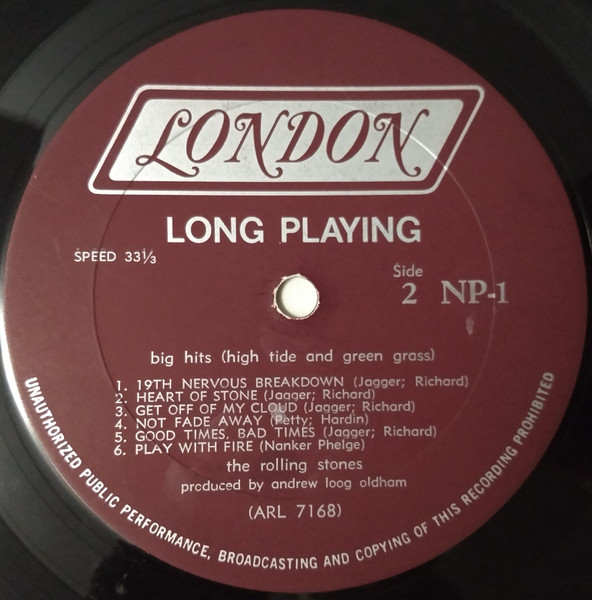 LONDON
LONG PLAYING
SPEED 33⅓
Side
2 NP-1
big hits (high tide and green grass)
1. 19TH NERVOUS BREAKDOWN (Jagger; Richard)
2. HEART OF STONE (Jagger; Richard)
3. GET OFF OF MY CLOUD (Jagger; Richard)
4. NOT FADE AWAY (Petty; Hardin)
5. GOOD TIMES, BAD TIMES (Jagger; Richard)
6. PLAY WITH FIRE (Nanker Phelge)
the rolling stones
produced by andrew loog oldham
(ARL 7168)
UNAUTHORIZED PUBLIC PERFORMANCE, BROADCASTING AND COPYING OF THIS RECORDING PROHIBITED